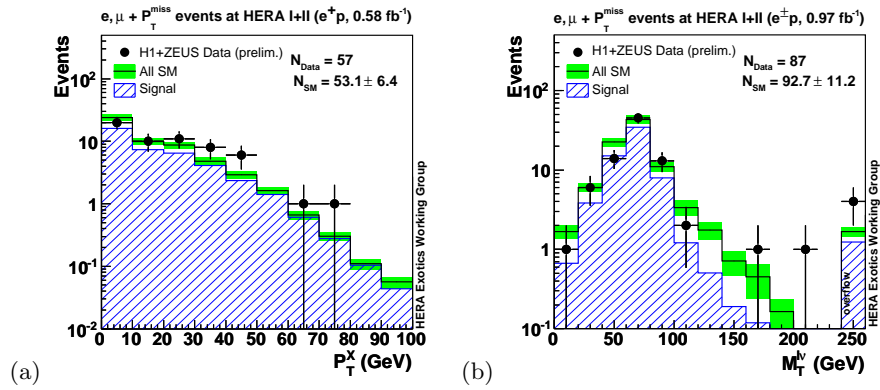 e, μ + P_T^miss events at HERA I+II (e⁺p, 0.58 fb⁻¹)
Events
10²
10
1
10⁻¹
10⁻²
H1+ZEUS Data (prelim.)
All SM
Signal
N_Data = 57
N_SM = 53.1 ± 6.4
0 10 20 30 40 50 60 70 80 90 100
P_T^X (GeV)
HERA Exotics Working Group
(a)
e, μ + P_T^miss events at HERA I+II (e^±p, 0.97 fb⁻¹)
Events
10²
10
1
10⁻¹
H1+ZEUS Data (prelim.)
All SM
Signal
N_Data = 87
N_SM = 92.7 ± 11.2
overflow
0 50 100 150 200 250
M_T^lν (GeV)
HERA Exotics Working Group
(b)